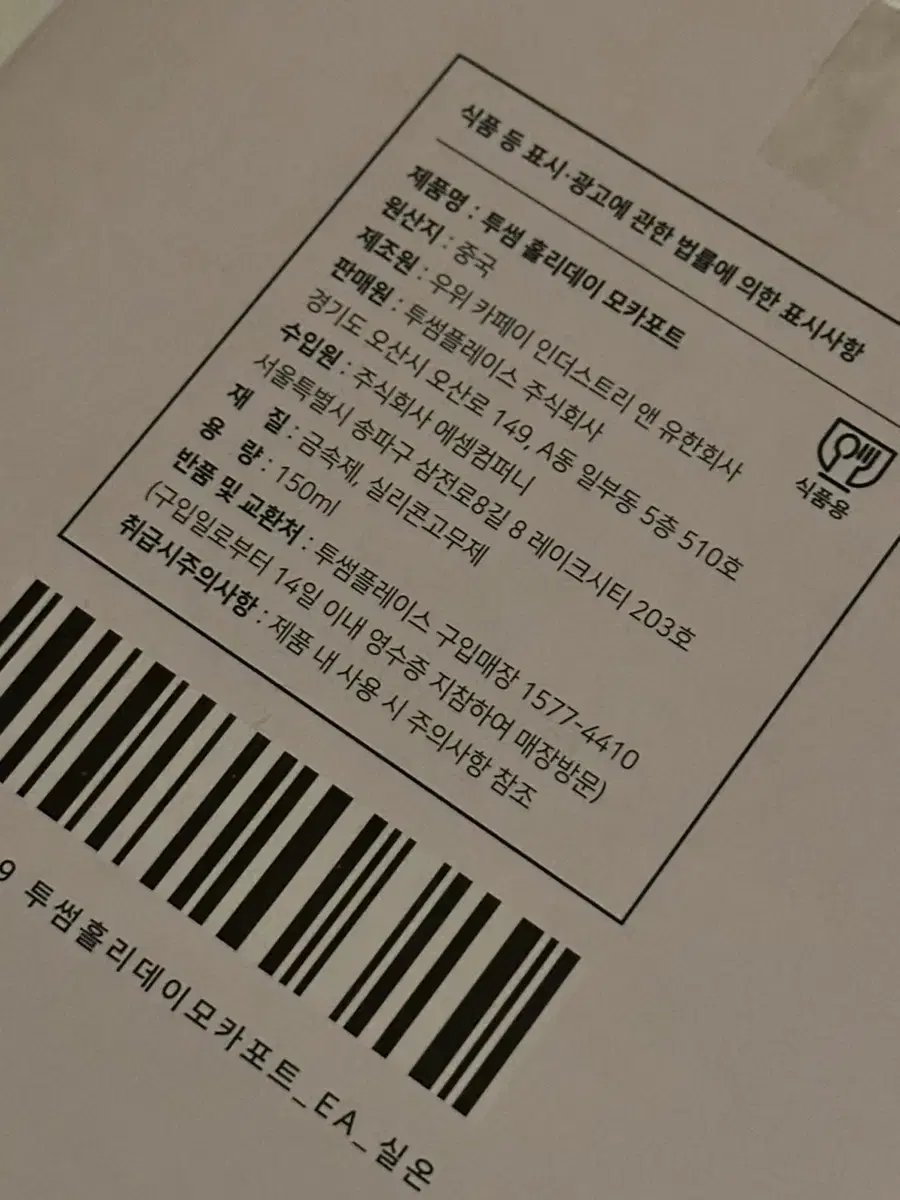 식품 등 표시·광고에 관한 법률에 의한 표시사항
제품명 : 투썸 홀리데이 모카포트
원산지 : 중국
제조원 : 우위 카페이 인더스트리 앤 유한회사
판매원 : 투썸플레이스 주식회사
경기도 오산시 오산로 149, A동 일부동 5층 510호
수입원 : 주식회사 에셈컴퍼니
서울특별시 송파구 삼전로8길 8 레이크시티 203호
재 질 : 금속제, 실리콘고무제
용 량 : 150ml
반품 및 교환처 : 투썸플레이스 구입매장 1577-4410
(구입일로부터 14일 이내 영수증 지참하여 매장방문)
취급시주의사항 : 제품 내 사용 시 주의사항 참조
식품용
9 투썸홀리데이모카포트_EA_실온